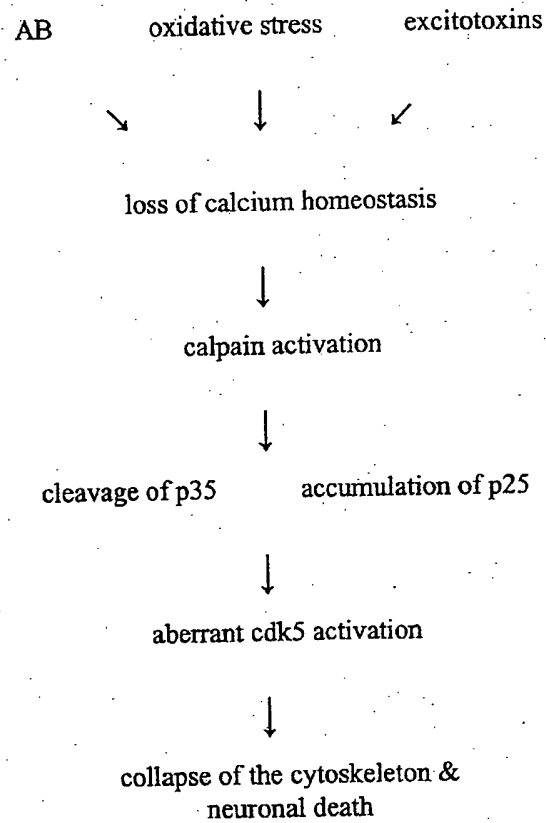 AB oxidative stress excitotoxins
loss of calcium homeostasis
calpain activation
cleavage of p35 accumulation of p25
aberrant cdk5 activation
collapse of the cytoskeleton &
neuronal death